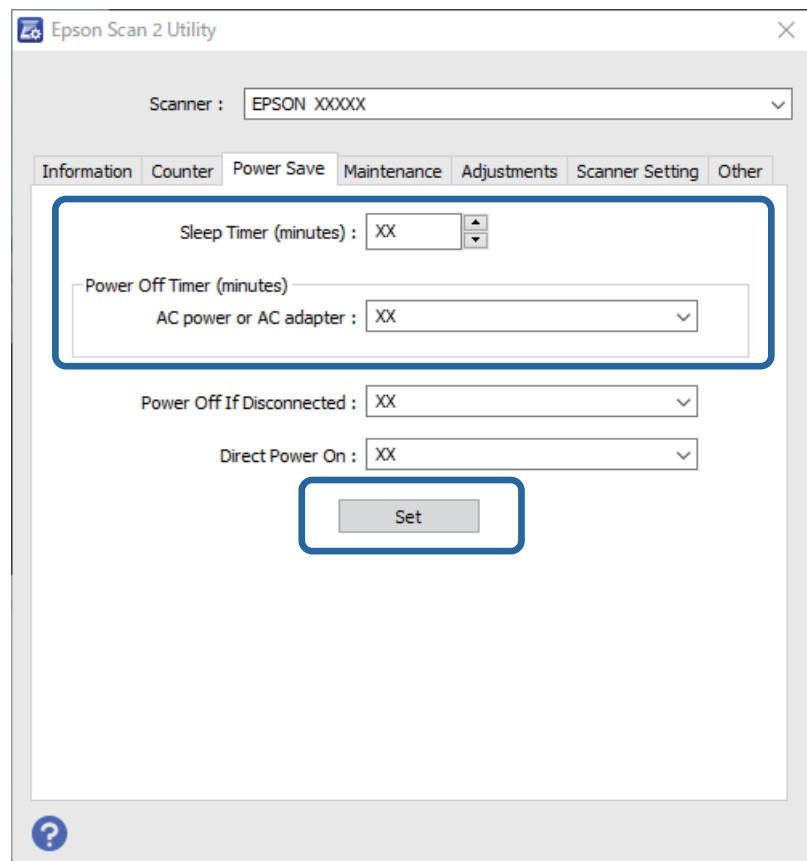 Epson Scan 2 Utility
Scanner : EPSON XXXXX
Information Counter Power Save Maintenance Adjustments Scanner Setting Other
Sleep Timer (minutes) : XX
Power Off Timer (minutes)
AC power or AC adapter : XX
Power Off If Disconnected : XX
Direct Power On : XX
Set
?